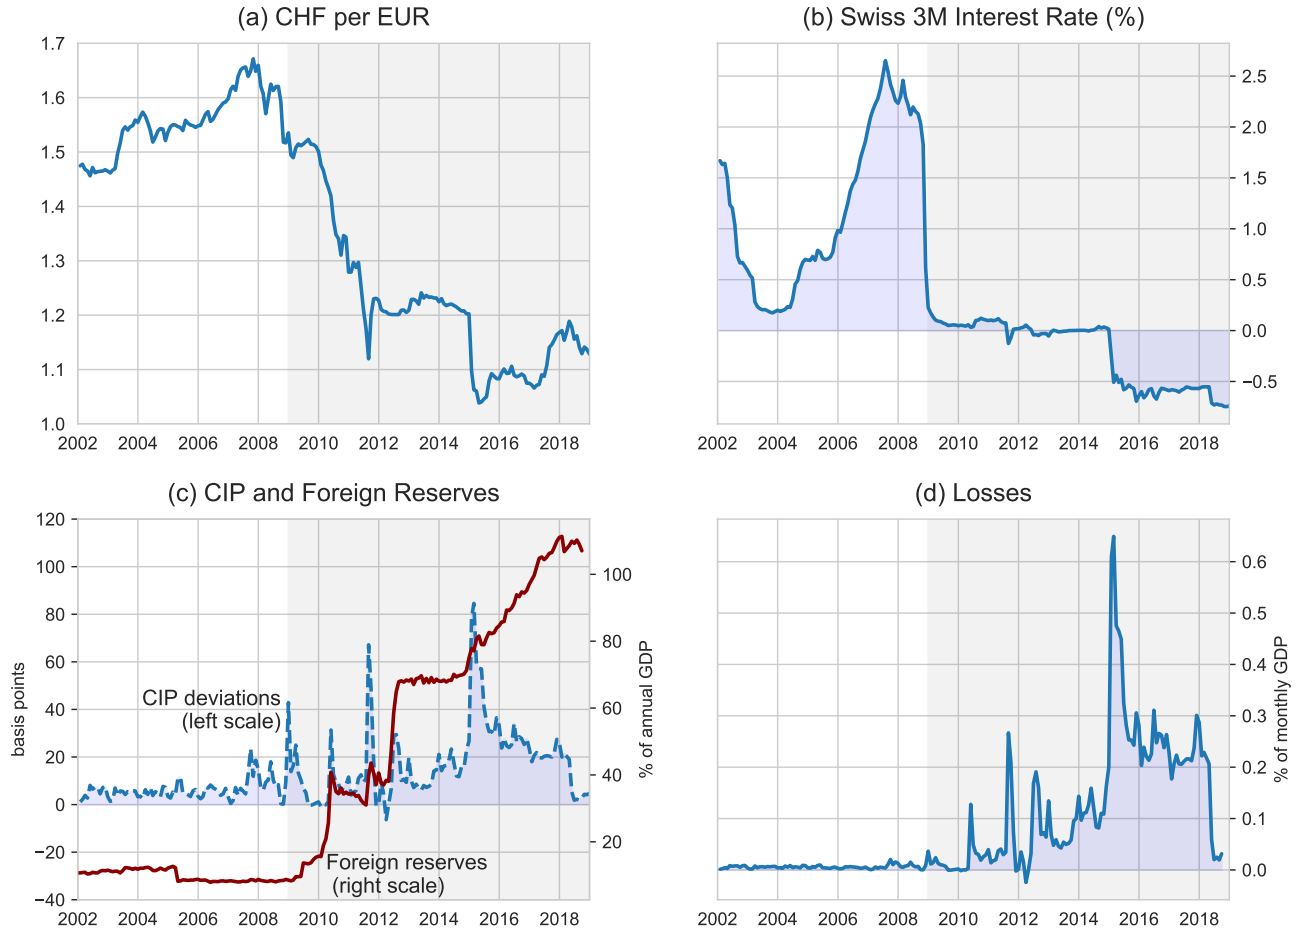 (a) CHF per EUR
1.7
1.6
1.5
1.4
1.3
1.2
1.1
1.0
2002 2004 2006 2008 2010 2012 2014 2016 2018
(b) Swiss 3M Interest Rate (%)
2.5
2.0
1.5
1.0
0.5
0.0
−0.5
2002 2004 2006 2008 2010 2012 2014 2016 2018
(c) CIP and Foreign Reserves
120
100
80
60
40
20
0
−20
−40
basis points
CIP deviations
(left scale)
Foreign reserves
(right scale)
100
80
60
40
20
% of annual GDP
2002 2004 2006 2008 2010 2012 2014 2016 2018
(d) Losses
0.6
0.5
0.4
0.3
0.2
0.1
0.0
% of monthly GDP
2002 2004 2006 2008 2010 2012 2014 2016 2018